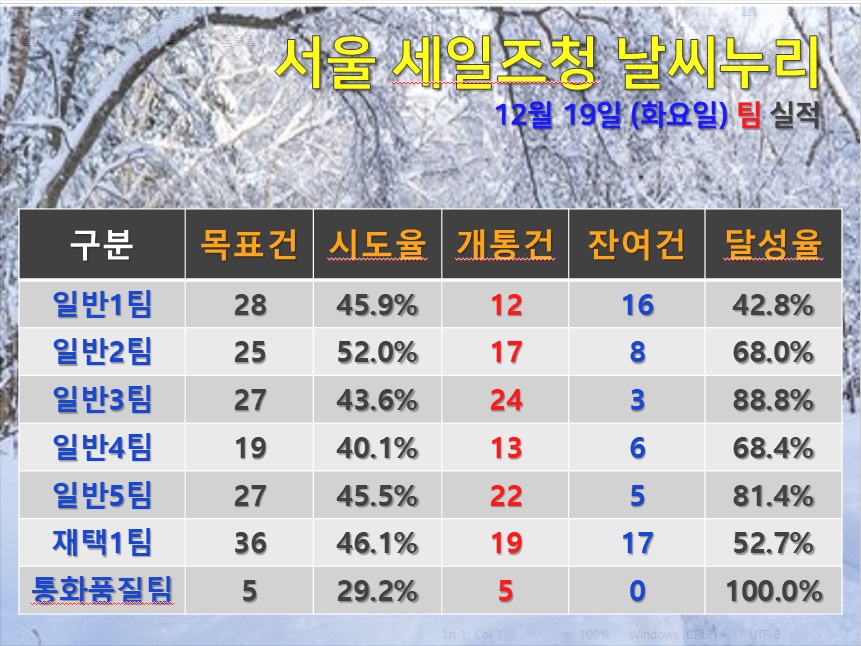 서울 세일즈청 날씨누리
12월 19일 (화요일) 팀 실적
구분 목표건 시도율 개통건 잔여건 달성율
일반1팀 28 45.9% 12 16 42.8%
일반2팀 25 52.0% 17 8 68.0%
일반3팀 27 43.6% 24 3 88.8%
일반4팀 19 40.1% 13 6 68.4%
일반5팀 27 45.5% 22 5 81.4%
재택1팀 36 46.1% 19 17 52.7%
통화품질팀 5 29.2% 5 0 100.0%
Ln 1, Col 1 100% Windows (CRLF) UTF-8